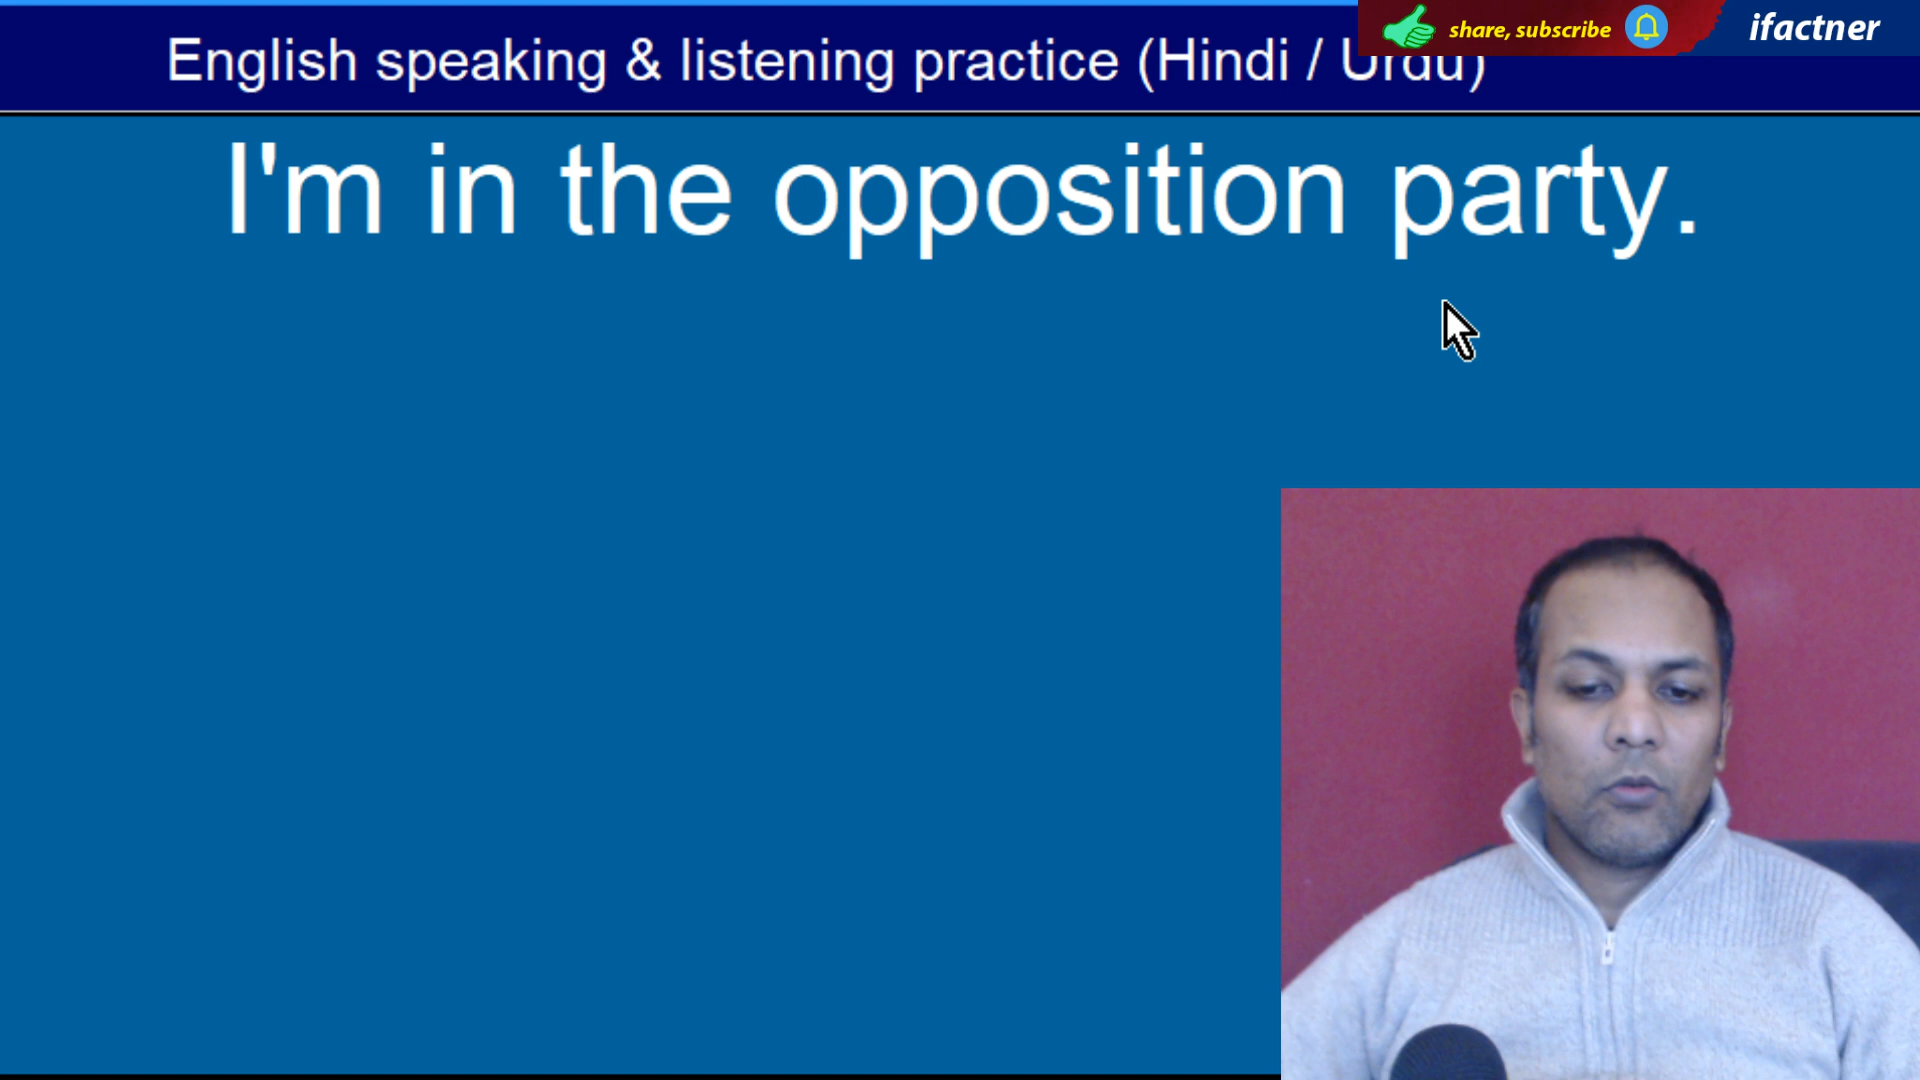 English speaking & listening practice (Hindi / Urdu)
share, subscribe
ifactner
I'm in the opposition party.